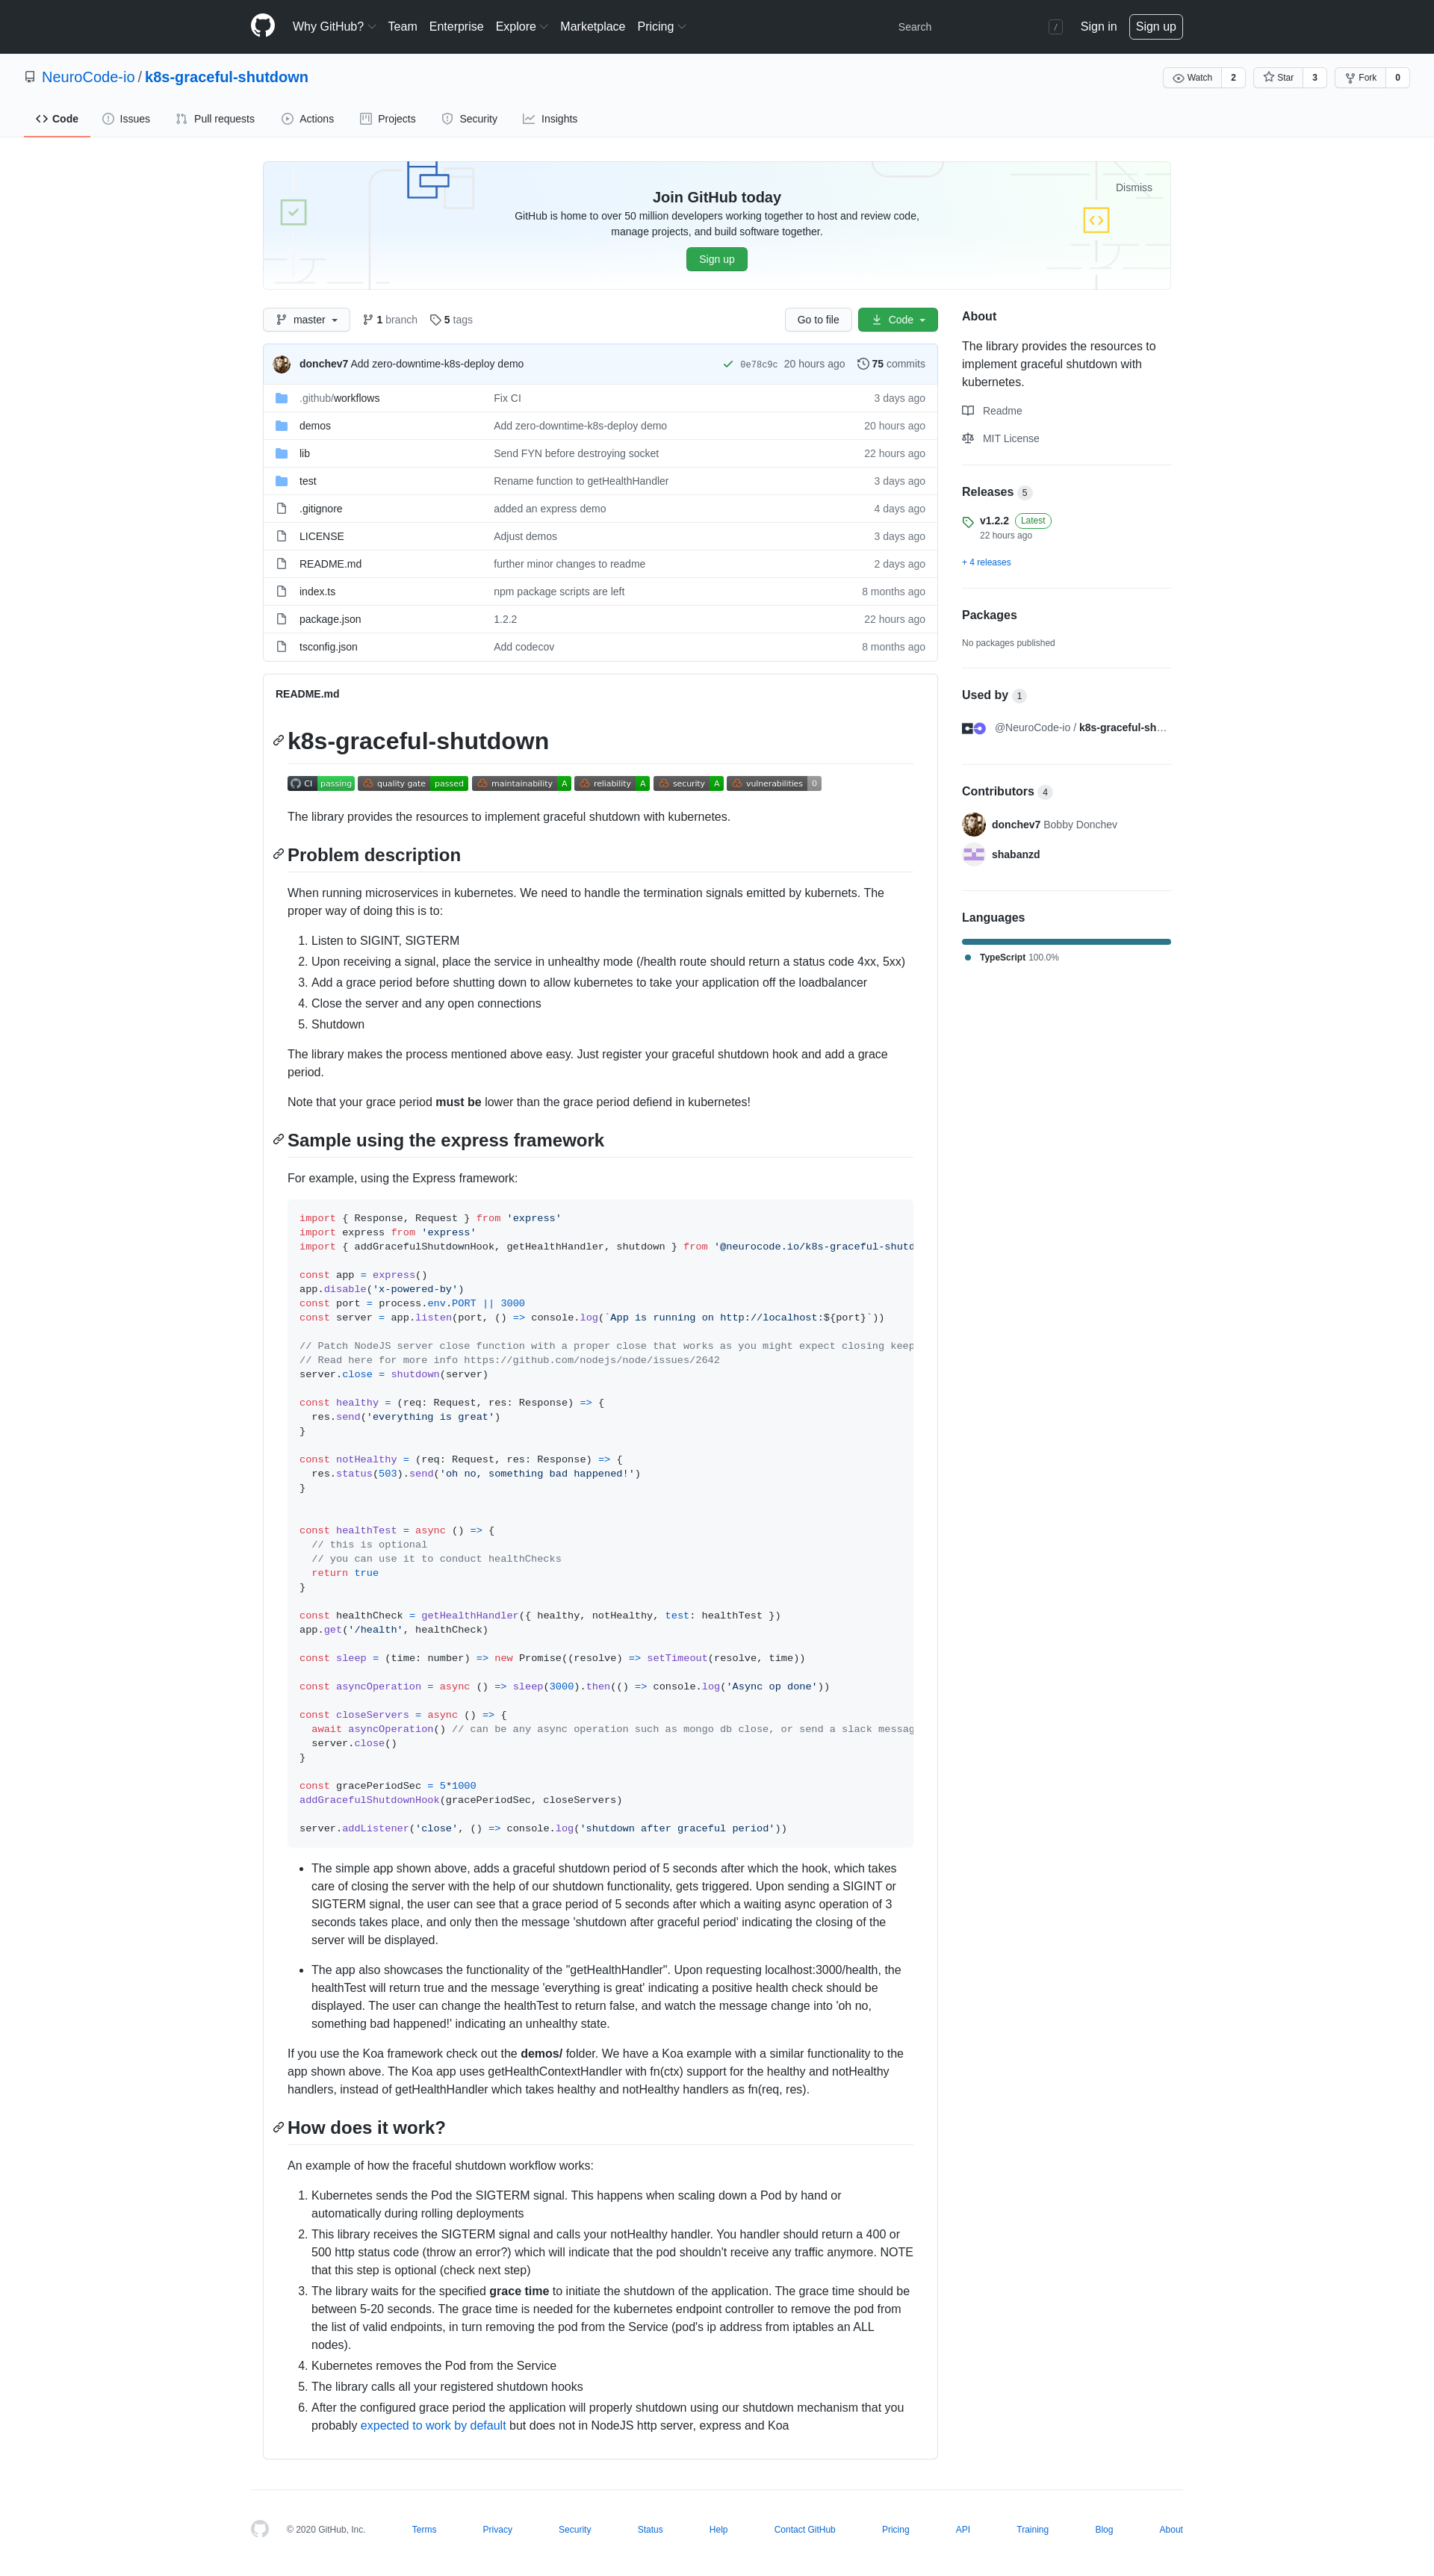 Why GitHub? Team Enterprise Explore Marketplace Pricing Search / Sign in Sign up
NeuroCode-io / k8s-graceful-shutdown Watch 2 Star 3 Fork 0
Code Issues Pull requests Actions Projects Security Insights
Join GitHub today Dismiss
GitHub is home to over 50 million developers working together to host and review code,
manage projects, and build software together.
Sign up
master 1 branch 5 tags Go to file Code
donchev7 Add zero-downtime-k8s-deploy demo 0e78c9c 20 hours ago 75 commits
.github/workflows Fix CI 3 days ago
demos Add zero-downtime-k8s-deploy demo 20 hours ago
lib Send FYN before destroying socket 22 hours ago
test Rename function to getHealthHandler 3 days ago
.gitignore added an express demo 4 days ago
LICENSE Adjust demos 3 days ago
README.md further minor changes to readme 2 days ago
index.ts npm package scripts are left 8 months ago
package.json 1.2.2 22 hours ago
tsconfig.json Add codecov 8 months ago
README.md
k8s-graceful-shutdown
CI passing quality gate passed maintainability A reliability A security A vulnerabilities 0
The library provides the resources to implement graceful shutdown with kubernetes.
Problem description
When running microservices in kubernetes. We need to handle the termination signals emitted by kubernets. The
proper way of doing this is to:
1. Listen to SIGINT, SIGTERM
2. Upon receiving a signal, place the service in unhealthy mode (/health route should return a status code 4xx, 5xx)
3. Add a grace period before shutting down to allow kubernetes to take your application off the loadbalancer
4. Close the server and any open connections
5. Shutdown
The library makes the process mentioned above easy. Just register your graceful shutdown hook and add a grace
period.
Note that your grace period must be lower than the grace period defiend in kubernetes!
Sample using the express framework
For example, using the Express framework:
import { Response, Request } from 'express'
import express from 'express'
import { addGracefulShutdownHook, getHealthHandler, shutdown } from '@neurocode.io/k8s-graceful-shutd
const app = express()
app.disable('x-powered-by')
const port = process.env.PORT || 3000
const server = app.listen(port, () => console.log(`App is running on http://localhost:${port}`))
// Patch NodeJS server close function with a proper close that works as you might expect closing keep
// Read here for more info https://github.com/nodejs/node/issues/2642
server.close = shutdown(server)
const healthy = (req: Request, res: Response) => {
res.send('everything is great')
}
const notHealthy = (req: Request, res: Response) => {
res.status(503).send('oh no, something bad happened!')
}
const healthTest = async () => {
// this is optional
// you can use it to conduct healthChecks
return true
}
const healthCheck = getHealthHandler({ healthy, notHealthy, test: healthTest })
app.get('/health', healthCheck)
const sleep = (time: number) => new Promise((resolve) => setTimeout(resolve, time))
const asyncOperation = async () => sleep(3000).then(() => console.log('Async op done'))
const closeServers = async () => {
await asyncOperation() // can be any async operation such as mongo db close, or send a slack messag
server.close()
}
const gracePeriodSec = 5*1000
addGracefulShutdownHook(gracePeriodSec, closeServers)
server.addListener('close', () => console.log('shutdown after graceful period'))
• The simple app shown above, adds a graceful shutdown period of 5 seconds after which the hook, which takes
care of closing the server with the help of our shutdown functionality, gets triggered. Upon sending a SIGINT or
SIGTERM signal, the user can see that a grace period of 5 seconds after which a waiting async operation of 3
seconds takes place, and only then the message 'shutdown after graceful period' indicating the closing of the
server will be displayed.
• The app also showcases the functionality of the "getHealthHandler". Upon requesting localhost:3000/health, the
healthTest will return true and the message 'everything is great' indicating a positive health check should be
displayed. The user can change the healthTest to return false, and watch the message change into 'oh no,
something bad happened!' indicating an unhealthy state.
If you use the Koa framework check out the demos/ folder. We have a Koa example with a similar functionality to the
app shown above. The Koa app uses getHealthContextHandler with fn(ctx) support for the healthy and notHealthy
handlers, instead of getHealthHandler which takes healthy and notHealthy handlers as fn(req, res).
How does it work?
An example of how the fraceful shutdown workflow works:
1. Kubernetes sends the Pod the SIGTERM signal. This happens when scaling down a Pod by hand or
automatically during rolling deployments
2. This library receives the SIGTERM signal and calls your notHealthy handler. You handler should return a 400 or
500 http status code (throw an error?) which will indicate that the pod shouldn't receive any traffic anymore. NOTE
that this step is optional (check next step)
3. The library waits for the specified grace time to initiate the shutdown of the application. The grace time should be
between 5-20 seconds. The grace time is needed for the kubernetes endpoint controller to remove the pod from
the list of valid endpoints, in turn removing the pod from the Service (pod's ip address from iptables an ALL
nodes).
4. Kubernetes removes the Pod from the Service
5. The library calls all your registered shutdown hooks
6. After the configured grace period the application will properly shutdown using our shutdown mechanism that you
probably expected to work by default but does not in NodeJS http server, express and Koa
About
The library provides the resources to
implement graceful shutdown with
kubernetes.
Readme
MIT License
Releases 5
v1.2.2 Latest
22 hours ago
+ 4 releases
Packages
No packages published
Used by 1
@NeuroCode-io / k8s-graceful-sh…
Contributors 4
donchev7 Bobby Donchev
shabanzd
Languages
TypeScript 100.0%
© 2020 GitHub, Inc. Terms Privacy Security Status Help Contact GitHub Pricing API Training Blog About